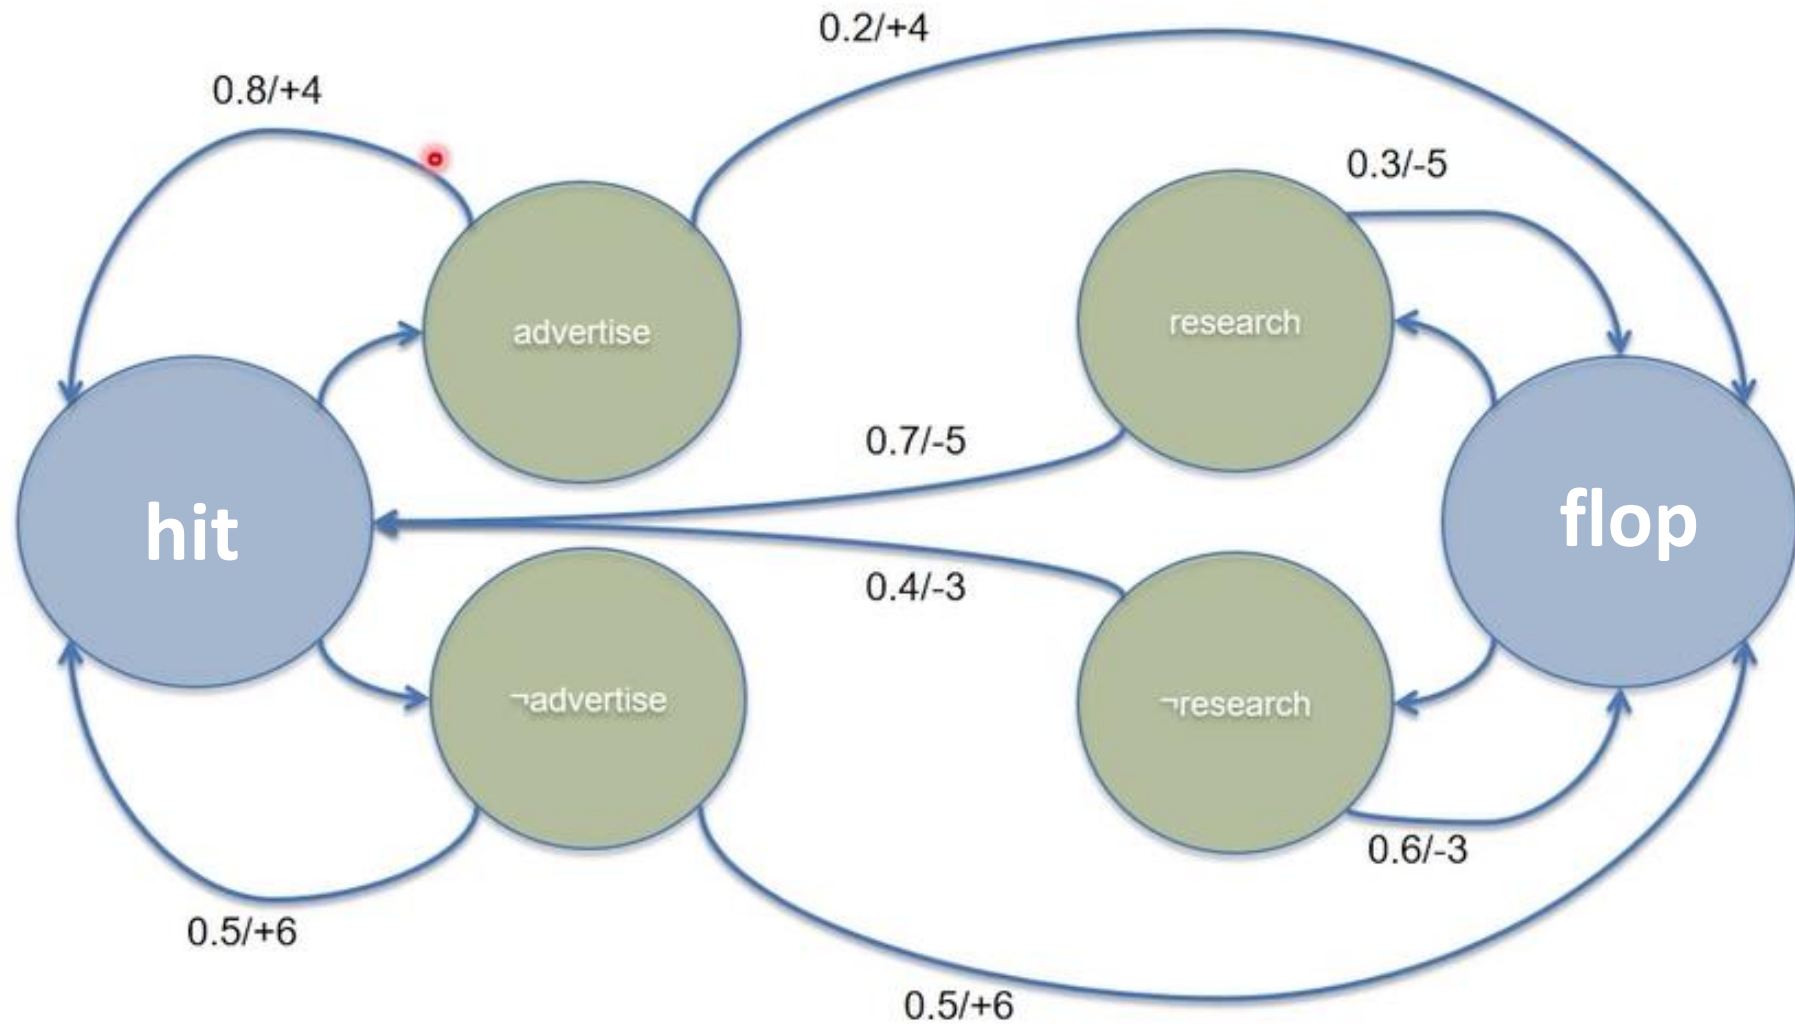 0.2/+4
0.8/+4
0.3/-5
advertise
research
0.7/-5
hit
flop
0.4/-3
¬advertise
¬research
0.6/-3
0.5/+6
0.5/+6